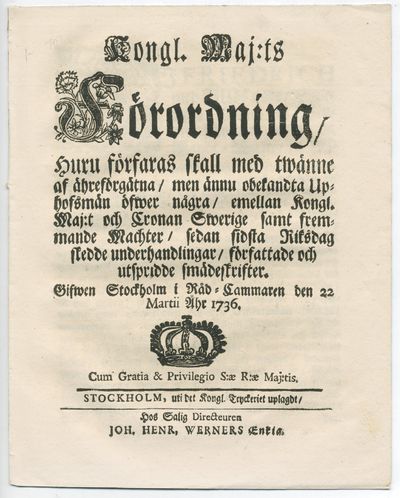 Kongl. Maj:ts
Förordning/
Huru förfaras skall med twänne
af ähreförgätna/ men ännu obekandta Up-
hofsmän öfwer några/ emellan Kongl.
Maj:t och Cronan Swerige samt frem-
mande Machter/ sedan sidsta Riksdag
skedde underhandlingar/ författade och
utspridde smädeskrifter.
Gifwen Stockholm i Råd-Cammaren den 22
Martii Åhr 1736.
Cum Gratia & Privilegio S:æ R:æ Maj:tis.
STOCKHOLM, uti det Kongl. Tryckeriet uplagdt/
Hos Salig Directeuren
JOH. HENR. WERNERS Enkia.